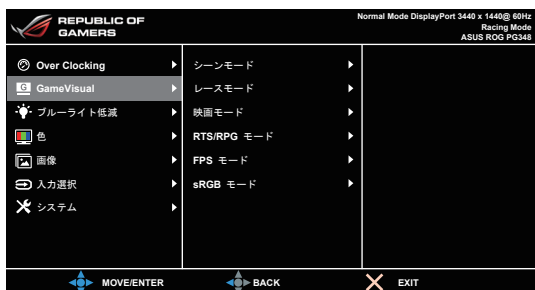 REPUBLIC OF
GAMERS
Normal Mode DisplayPort 3440 x 1440@ 60Hz
Racing Mode
ASUS ROG PG348
Over Clocking
G GameVisual
ブルーライト低減
色
画像
入力選択
システム
シーンモード
レースモード
映画モード
RTS/RPG モード
FPS モード
sRGB モード
MOVE/ENTER
BACK
EXIT